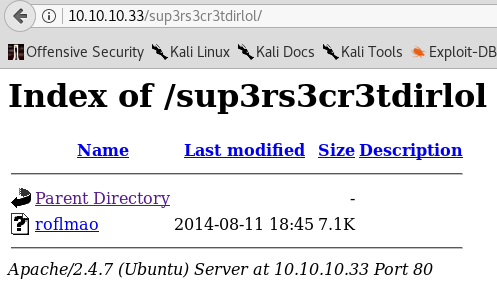 10.10.10.33/sup3rs3cr3tdirlol/
Offensive Security Kali Linux Kali Docs Kali Tools Exploit-DB
Index of /sup3rs3cr3tdirlol
Name Last modified Size Description
Parent Directory -
roflmao 2014-08-11 18:45 7.1K
Apache/2.4.7 (Ubuntu) Server at 10.10.10.33 Port 80